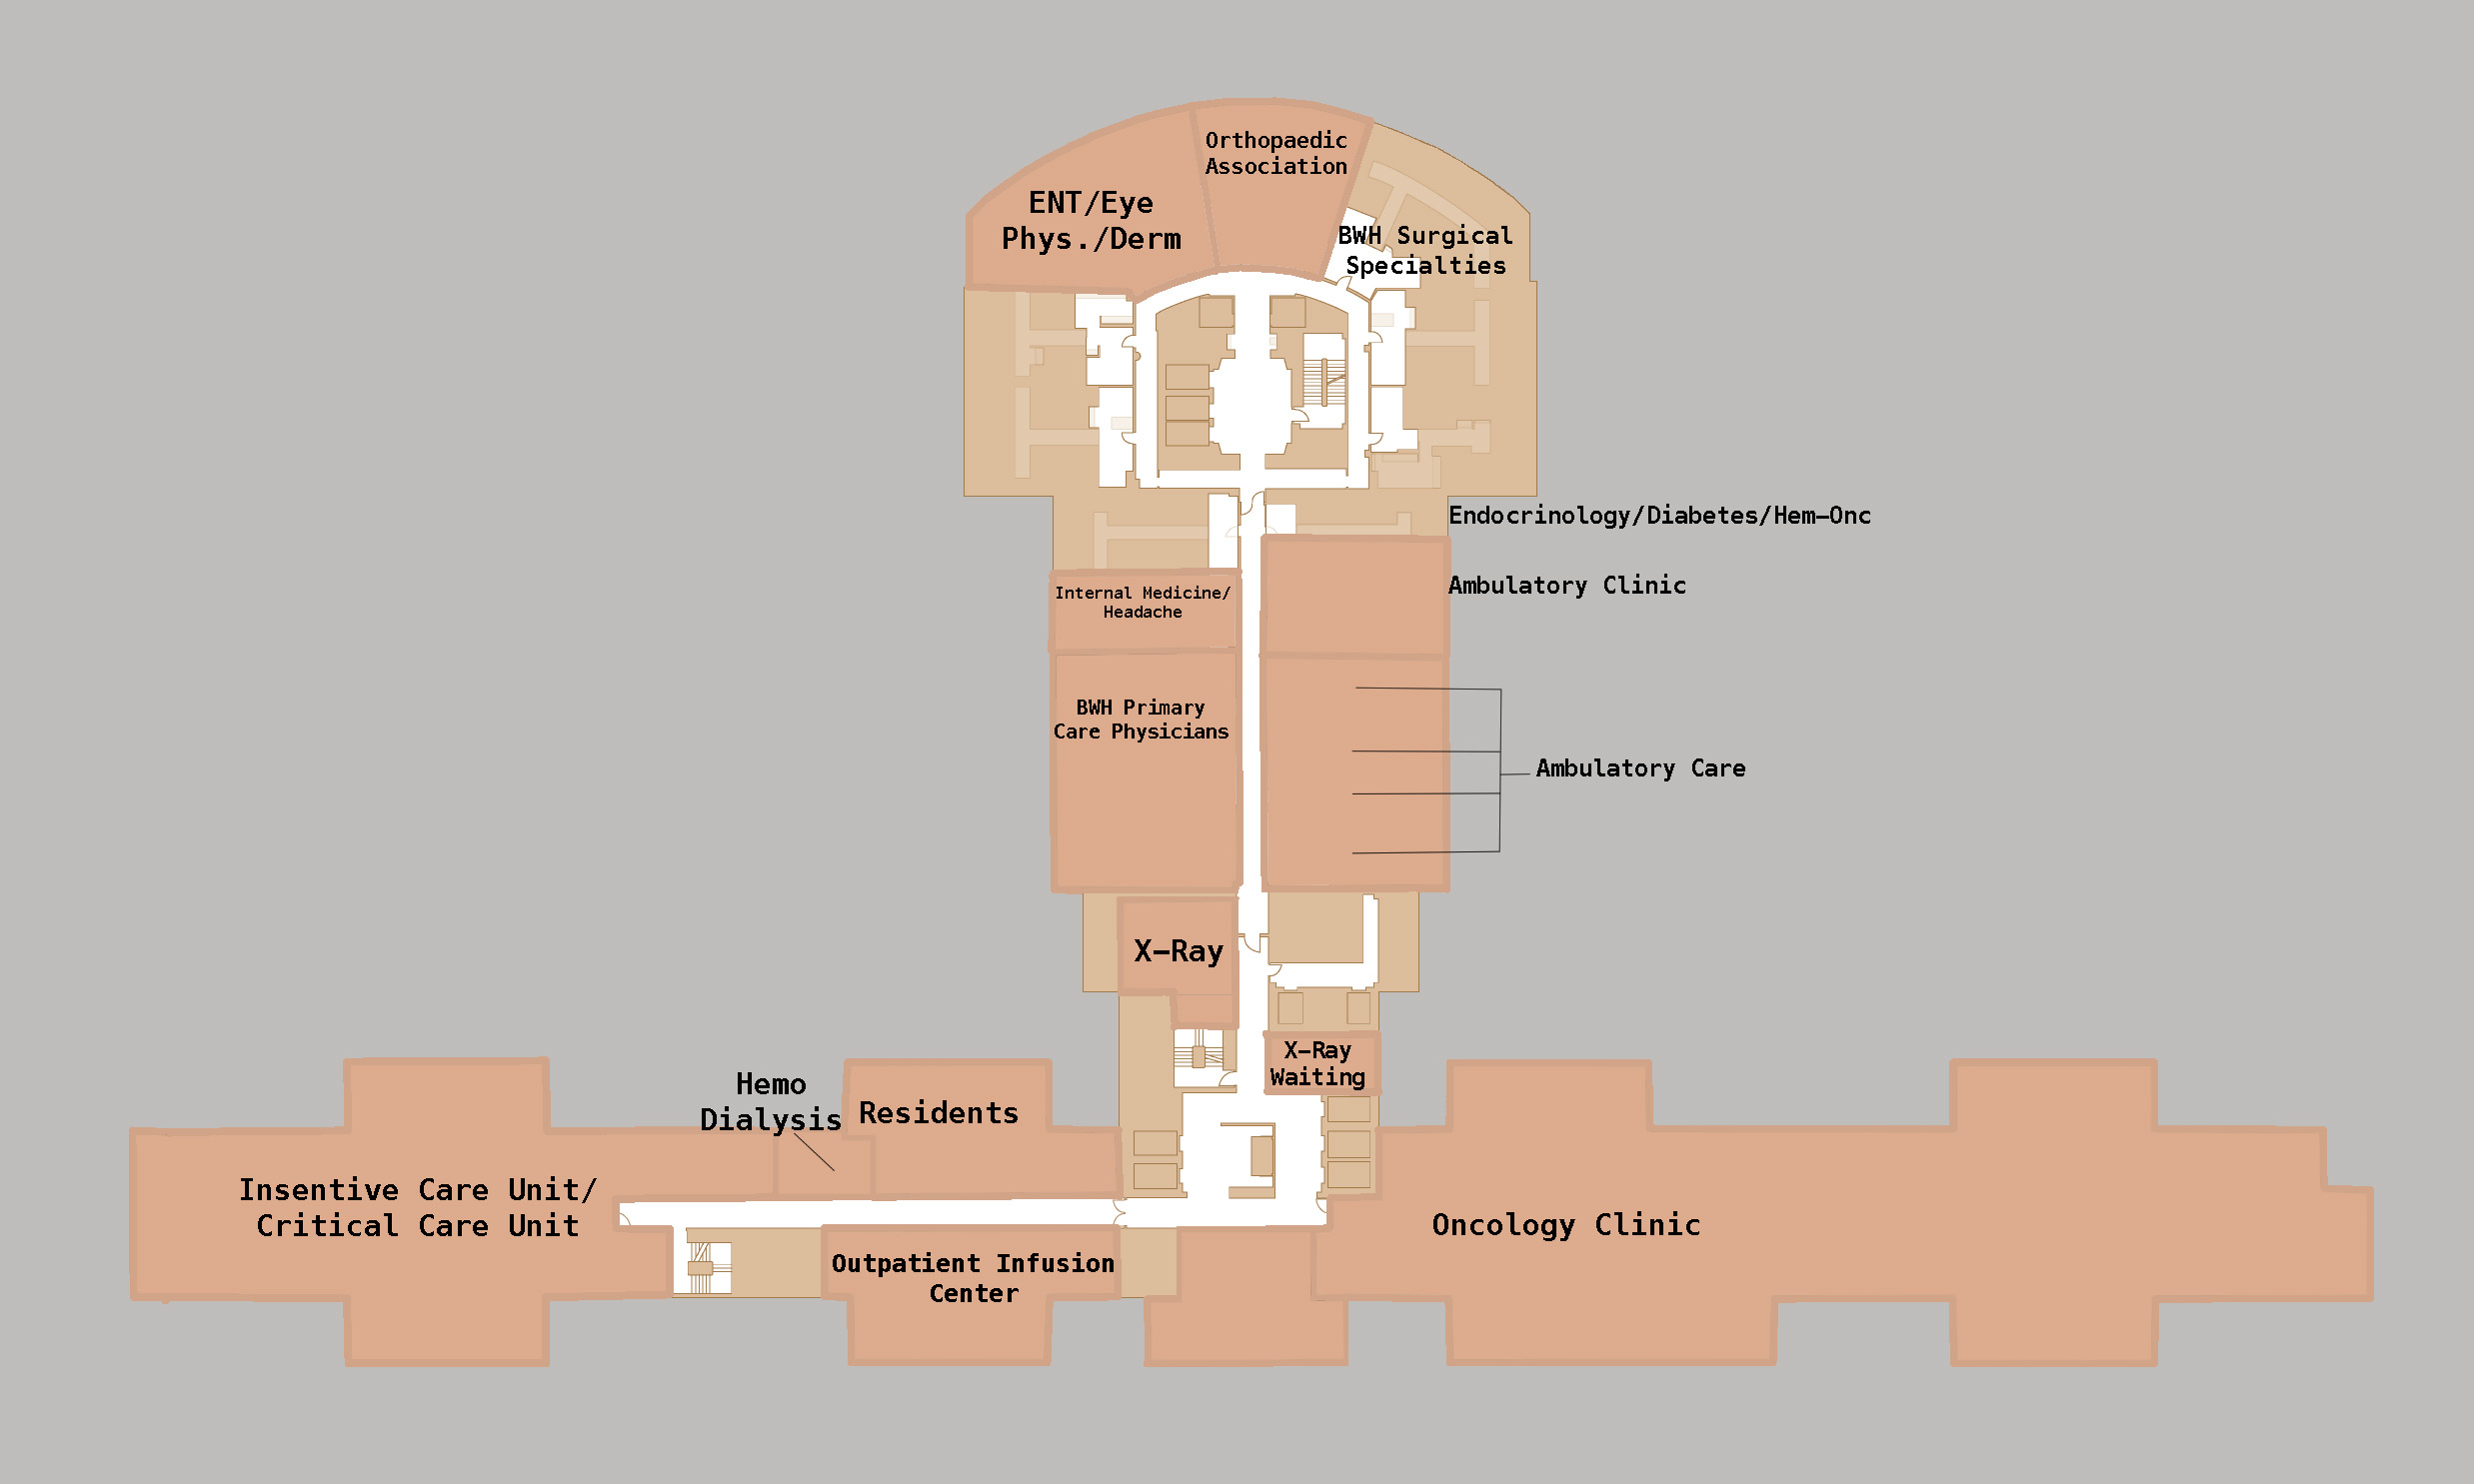 Orthopaedic
Association
ENT/Eye
Phys./Derm
BWH Surgical
Specialties
Endocrinology/Diabetes/Hem-Onc
Ambulatory Clinic
Internal Medicine/
Headache
BWH Primary
Care Physicians
Ambulatory Care
X-Ray
X-Ray
Waiting
Hemo
Dialysis
Residents
Insentive Care Unit/
Critical Care Unit
Oncology Clinic
Outpatient Infusion
Center